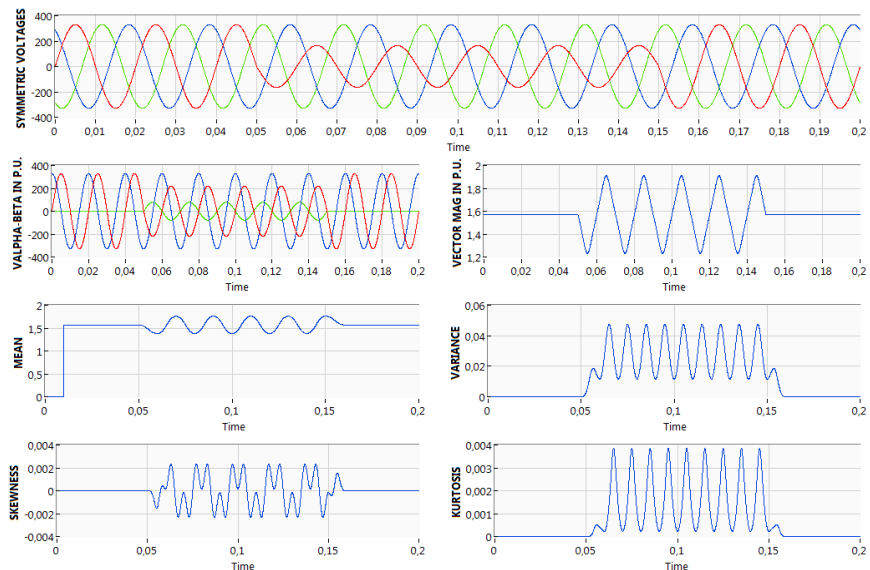 SYMMETRIC VOLTAGES
400
200
0
-200
-400
0 0,01 0,02 0,03 0,04 0,05 0,06 0,07 0,08 0,09 0,1 0,11 0,12 0,13 0,14 0,15 0,16 0,17 0,18 0,19 0,2
Time
VALPHA-BETA IN P.U.
400
200
0
-200
-400
0 0,02 0,04 0,06 0,08 0,1 0,12 0,14 0,16 0,18 0,2
Time
VECTOR MAG IN P.U.
2
1,8
1,6
1,4
1,2
0 0,02 0,04 0,06 0,08 0,1 0,12 0,14 0,16 0,18 0,2
Time
MEAN
2
1,5
1
0,5
0
0 0,05 0,1 0,15 0,2
Time
VARIANCE
0,06
0,04
0,02
0
0 0,05 0,1 0,15 0,2
Time
SKEWNESS
0,004
0,002
0
-0,002
-0,004
0 0,05 0,1 0,15 0,2
Time
KURTOSIS
0,004
0,003
0,002
0,001
0
0 0,05 0,1 0,15 0,2
Time